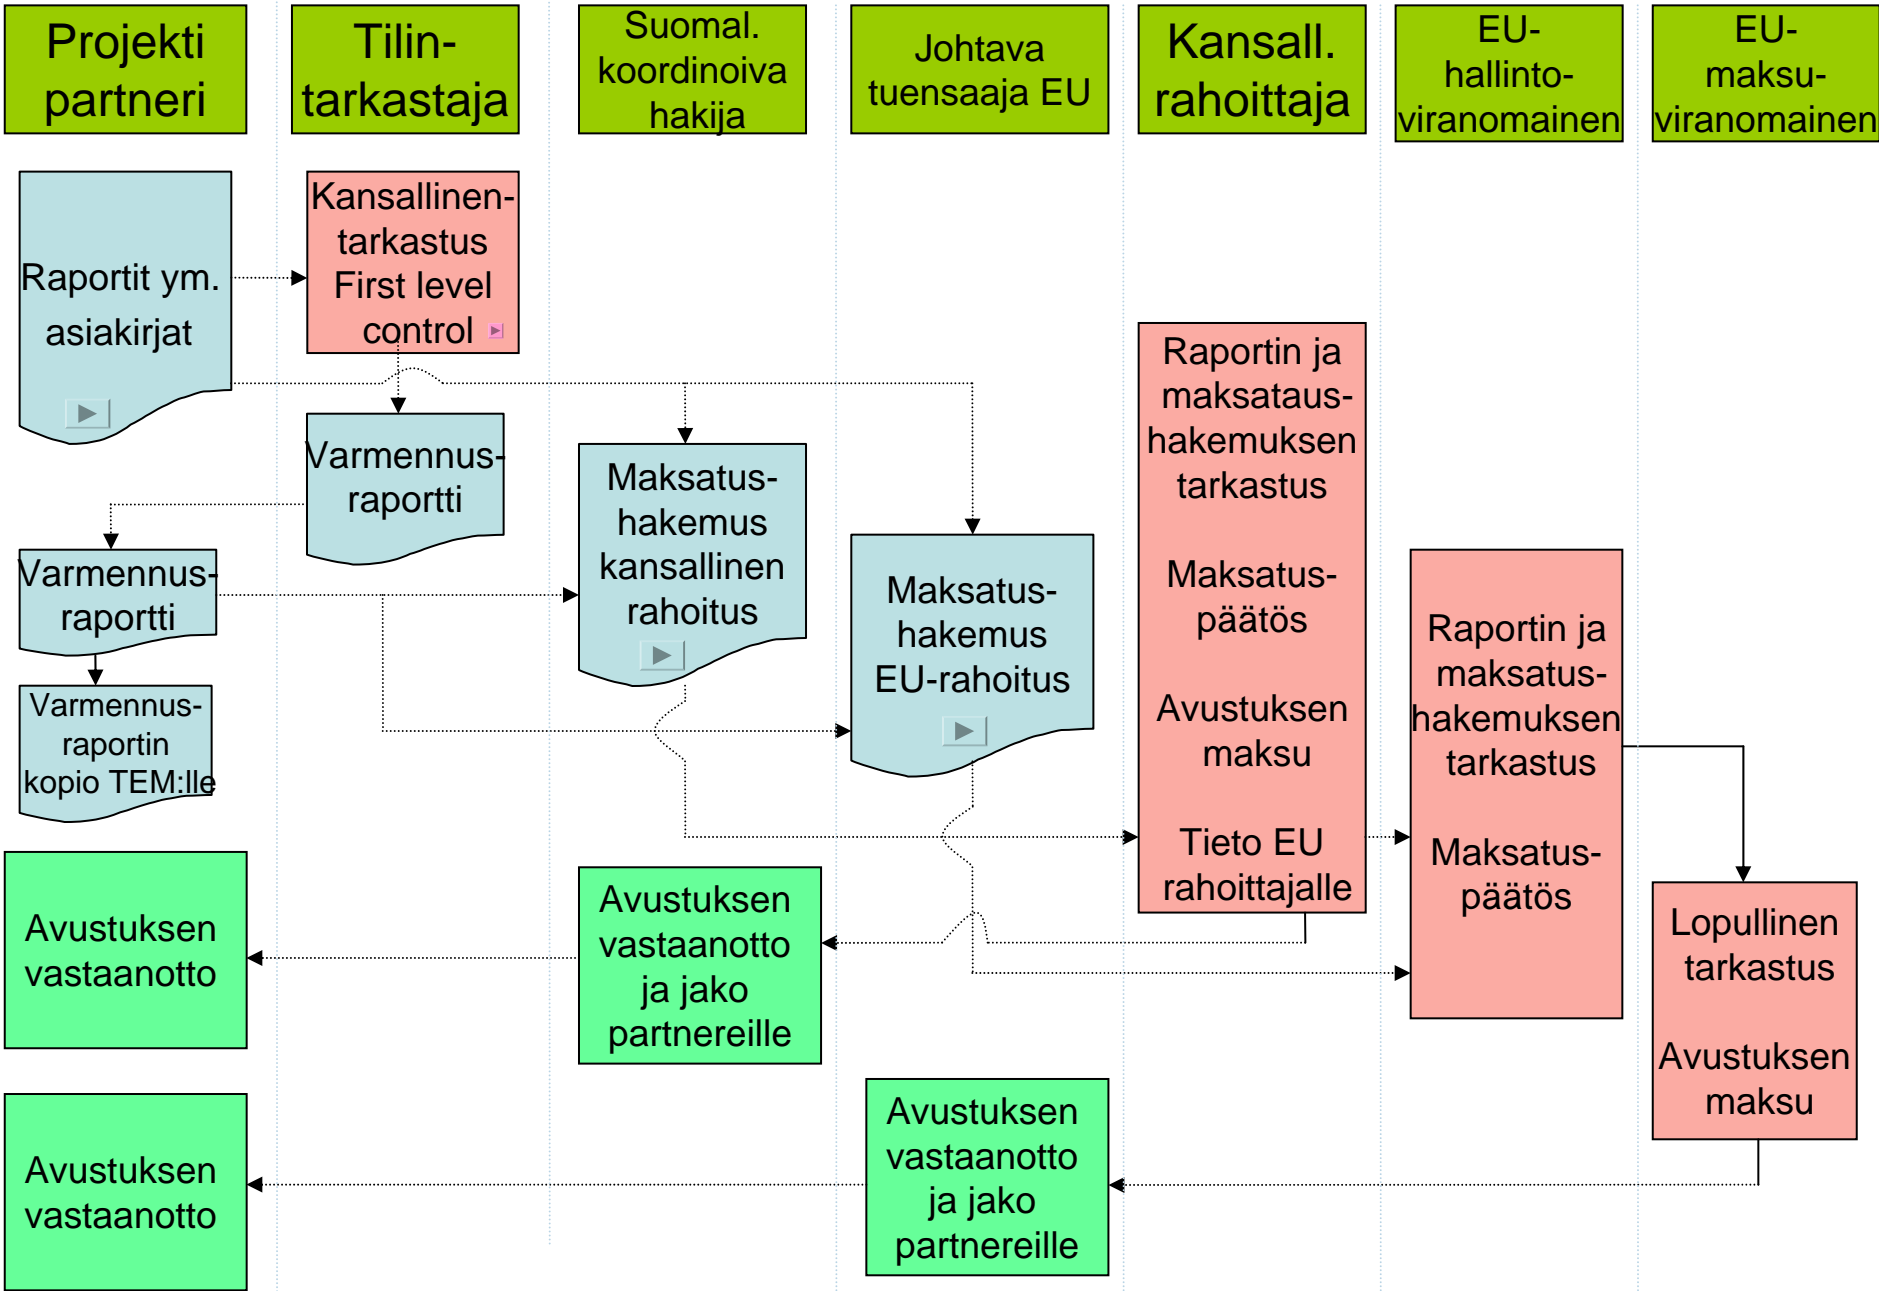 Projekti
partneri
Tilin-
tarkastaja
Suomal.
koordinoiva
hakija
Johtava
tuensaaja EU
Kansall.
rahoittaja
EU-
hallinto-
viranomainen
EU-
maksu-
viranomainen
Raportit ym.
asiakirjat
Kansallinen-
tarkastus
First level
control
Varmennus-
raportti
Varmennus-
raportti
Varmennus-
raportin
kopio TEM:lle
Maksatus-
hakemus
kansallinen
rahoitus
Maksatus-
hakemus
EU-rahoitus
Raportin ja
maksataus-
hakemuksen
tarkastus
Maksatus-
päätös
Avustuksen
maksu
Tieto EU
rahoittajalle
Raportin ja
maksatus-
hakemuksen
tarkastus
Maksatus-
päätös
Lopullinen
tarkastus
Avustuksen
maksu
Avustuksen
vastaanotto
Avustuksen
vastaanotto
ja jako
partnereille
Avustuksen
vastaanotto
Avustuksen
vastaanotto
ja jako
partnereille